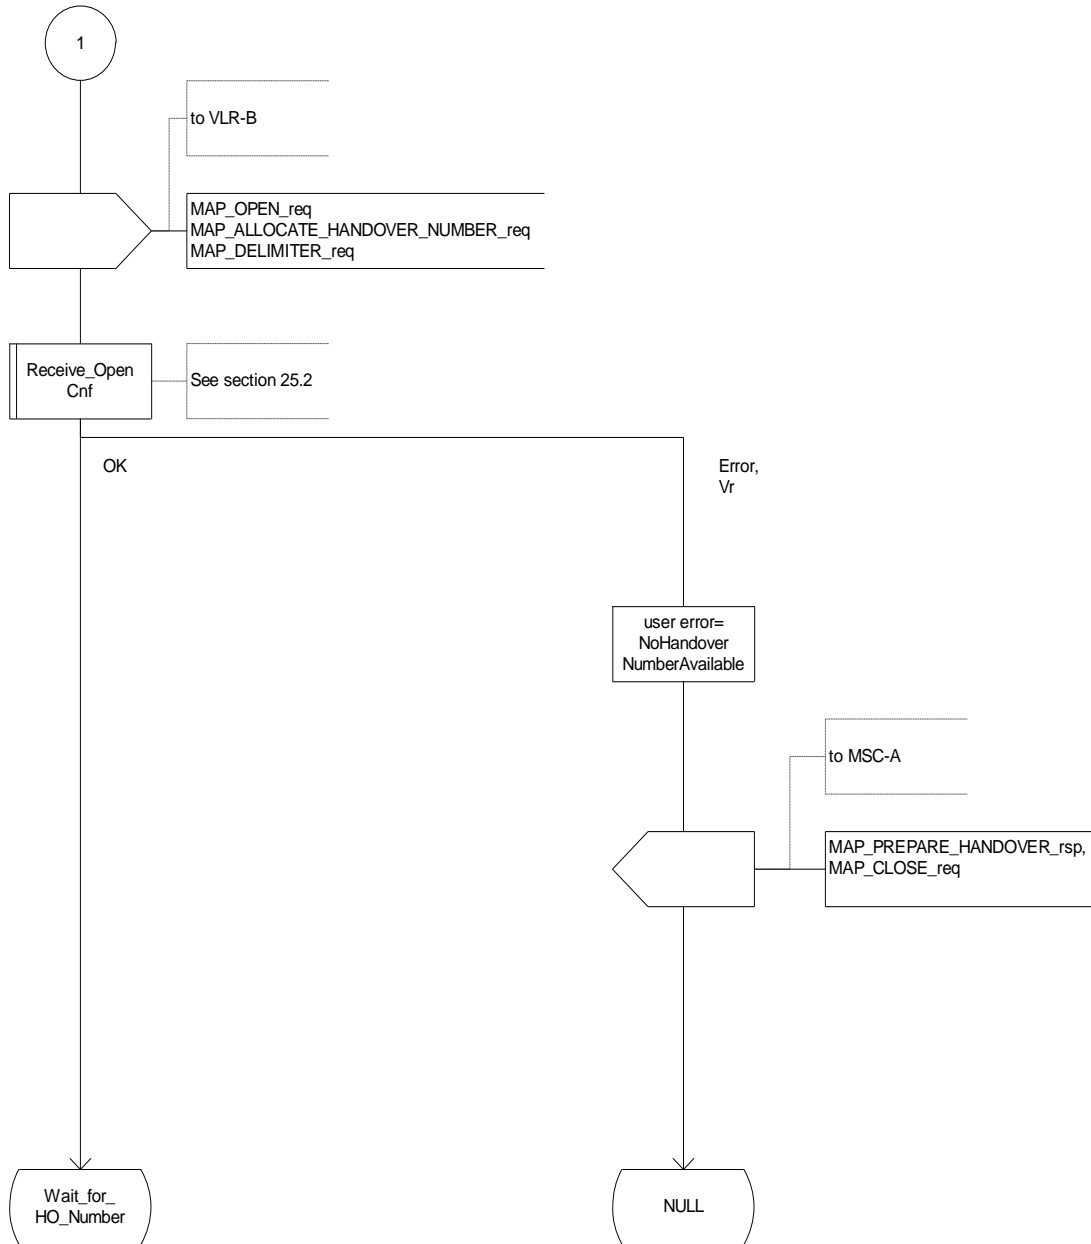 1
to VLR-B
MAP_OPEN_req
MAP_ALLOCATE_HANDOVER_NUMBER_req
MAP_DELIMITER_req
Receive_Open
Cnf
See section 25.2
OK
Error,
Vr
user error=
NoHandover
NumberAvailable
to MSC-A
MAP_PREPARE_HANDOVER_rsp,
MAP_CLOSE_req
Wait_for_
HO_Number
NULL